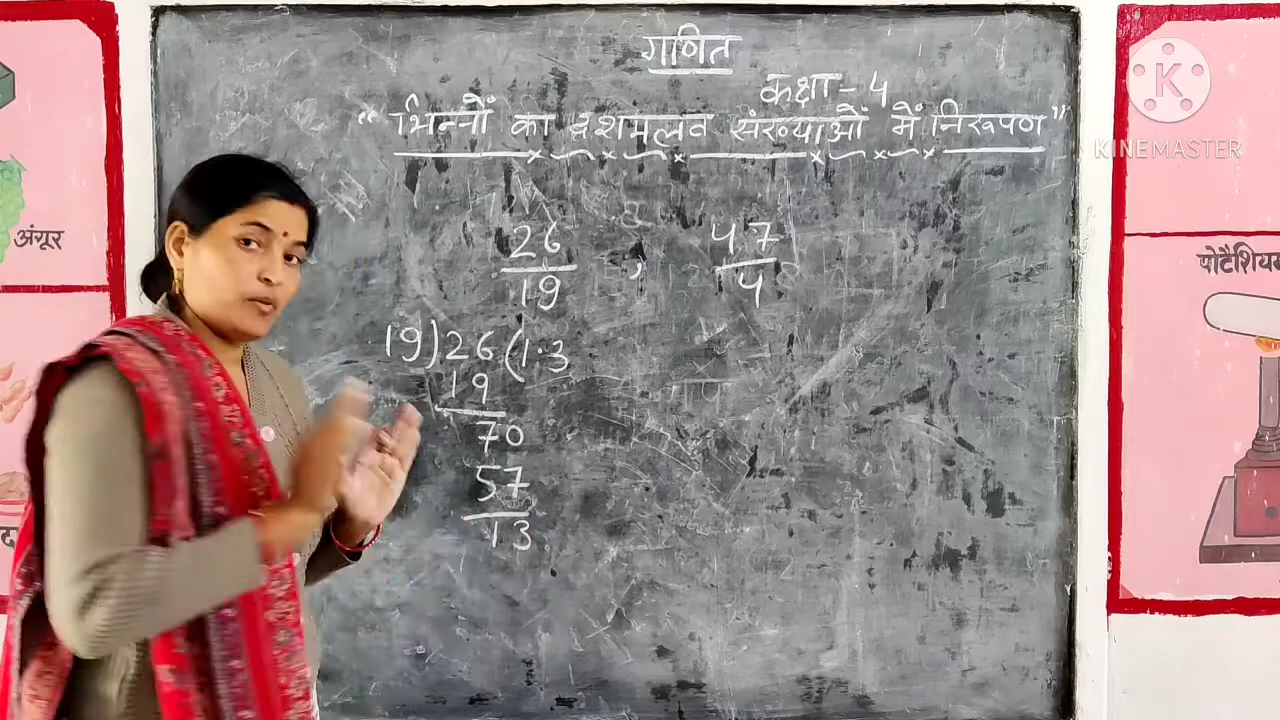 गणित
कक्षा - 4
"भिन्नों का दशमलव संख्याओं में निरूपण"
26/19 , 47/4
19)26(1.3
19
70
57
13
अंगूर
पोटैशियम
KINEMASTER